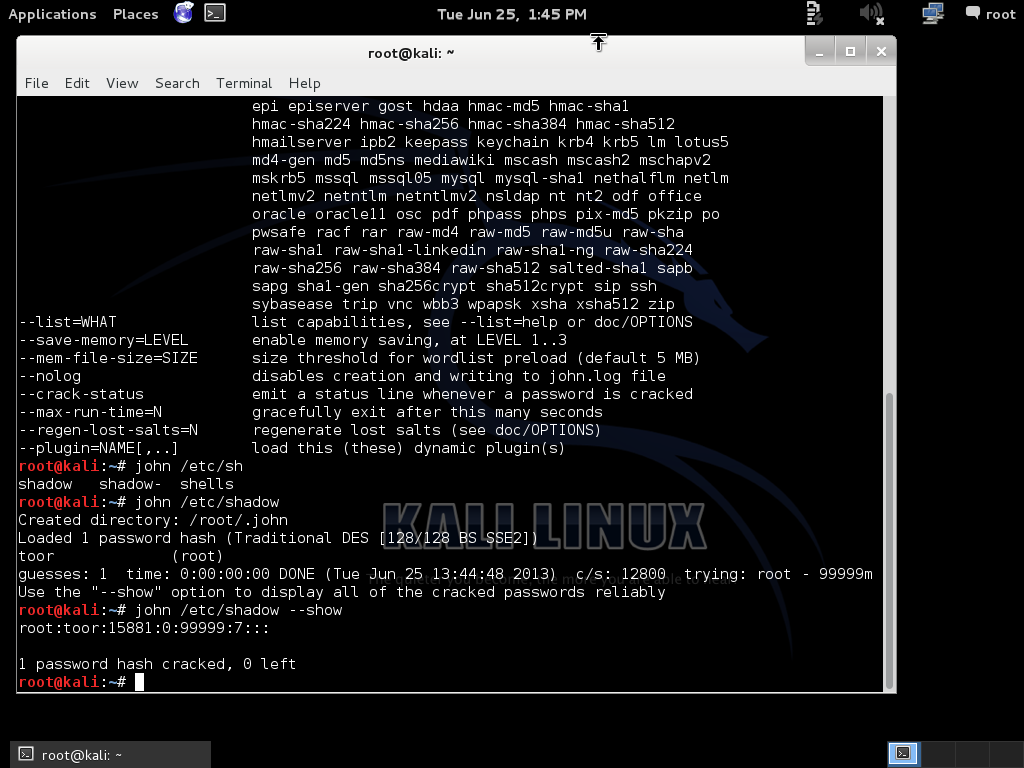 Applications Places Tue Jun 25, 1:45 PM root
root@kali: ~
File Edit View Search Terminal Help
epi episerver gost hdaa hmac-md5 hmac-sha1
hmac-sha224 hmac-sha256 hmac-sha384 hmac-sha512
hmailserver ipb2 keepass keychain krb4 krb5 lm lotus5
md4-gen md5 md5ns mediawiki mscash mscash2 mschapv2
mskrb5 mssql mssql05 mysql mysql-sha1 nethalflm netlm
netlmv2 netntlm netntlmv2 nsldap nt nt2 odf office
oracle oracle11 osc pdf phpass phps pix-md5 pkzip po
pwsafe racf rar raw-md4 raw-md5 raw-md5u raw-sha
raw-sha1 raw-sha1-linkedin raw-sha1-ng raw-sha224
raw-sha256 raw-sha384 raw-sha512 salted-sha1 sapb
sapg sha1-gen sha256crypt sha512crypt sip ssh
sybasease trip vnc wbb3 wpapsk xsha xsha512 zip
--list=WHAT list capabilities, see --list=help or doc/OPTIONS
--save-memory=LEVEL enable memory saving, at LEVEL 1..3
--mem-file-size=SIZE size threshold for wordlist preload (default 5 MB)
--nolog disables creation and writing to john.log file
--crack-status emit a status line whenever a password is cracked
--max-run-time=N gracefully exit after this many seconds
--regen-lost-salts=N regenerate lost salts (see doc/OPTIONS)
--plugin=NAME[,..] load this (these) dynamic plugin(s)
root@kali:~# john /etc/sh
shadow shadow- shells
root@kali:~# john /etc/shadow
Created directory: /root/.john
Loaded 1 password hash (Traditional DES [128/128 BS SSE2])
toor (root)
guesses: 1 time: 0:00:00:00 DONE (Tue Jun 25 13:44:48 2013) c/s: 12800 trying: root - 99999m
Use the "--show" option to display all of the cracked passwords reliably
root@kali:~# john /etc/shadow --show
root:toor:15881:0:99999:7:::
1 password hash cracked, 0 left
root@kali:~#
KALI LINUX
root@kali: ~